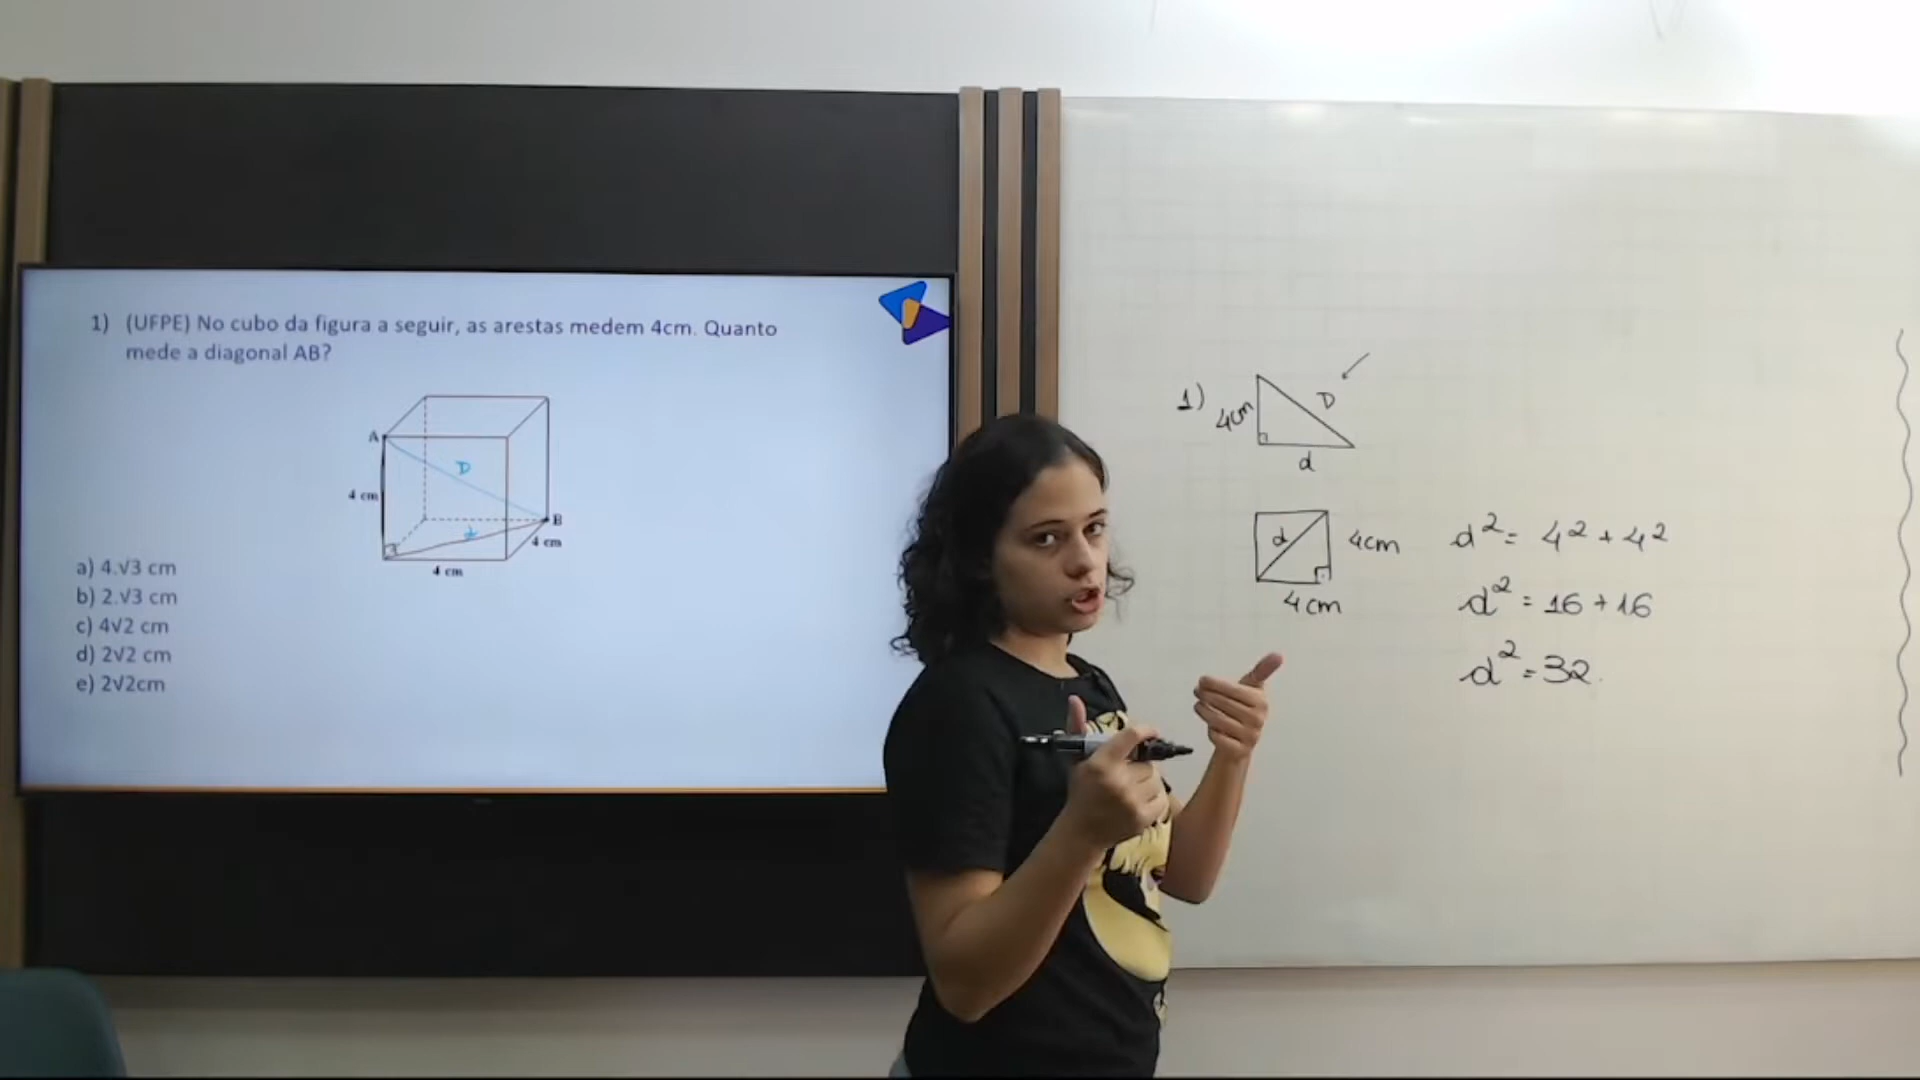 1) (UFPE) No cubo da figura a seguir, as arestas medem 4cm. Quanto
mede a diagonal AB?
A
D
4 cm
B
d
4 cm
4 cm
a) 4.√3 cm
b) 2.√3 cm
c) 4√2 cm
d) 2√2 cm
e) 2√2cm
1)
4cm
D
d
d
4cm
4cm
d² = 4² + 4²
d² = 16 + 16
d² = 32